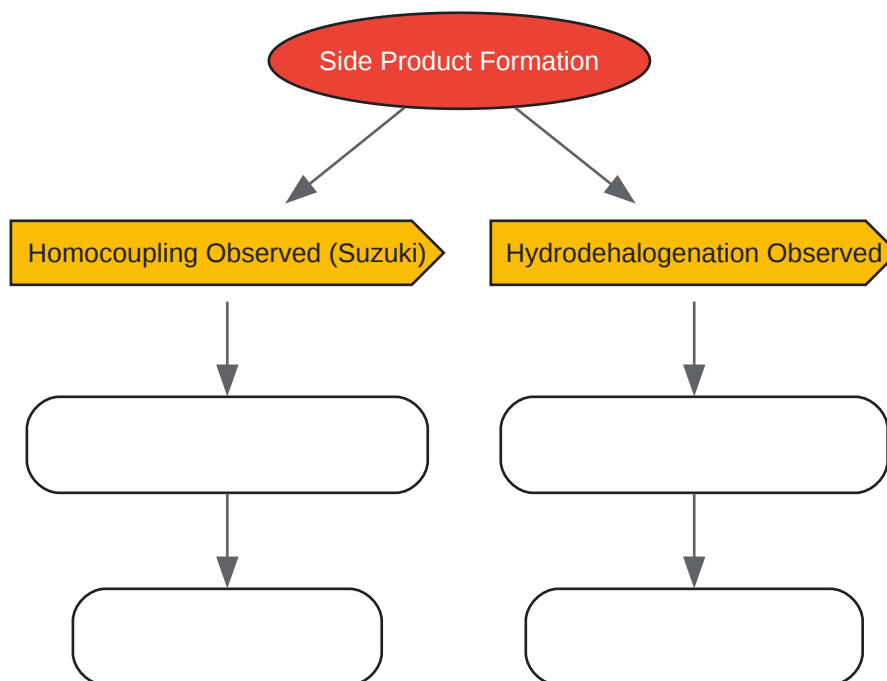 Side Product Formation
Homocoupling Observed (Suzuki)
Hydrodehalogenation Observed